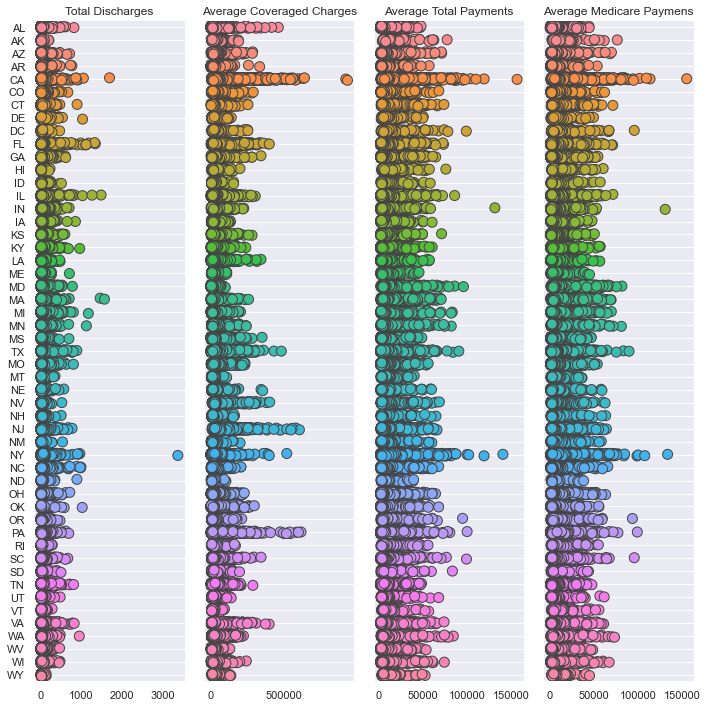 Total Discharges
Average Coveraged Charges
Average Total Payments
Average Medicare Paymens
AL
AK
AZ
AR
CA
CO
CT
DE
DC
FL
GA
HI
ID
IL
IN
IA
KS
KY
LA
ME
MD
MA
MI
MN
MS
TX
MO
MT
NE
NV
NH
NJ
NM
NY
NC
ND
OH
OK
OR
PA
RI
SC
SD
TN
UT
VT
VA
WA
WV
WI
WY
0 1000 2000 3000
0 500000
0 50000 100000 150000
0 50000 100000 150000